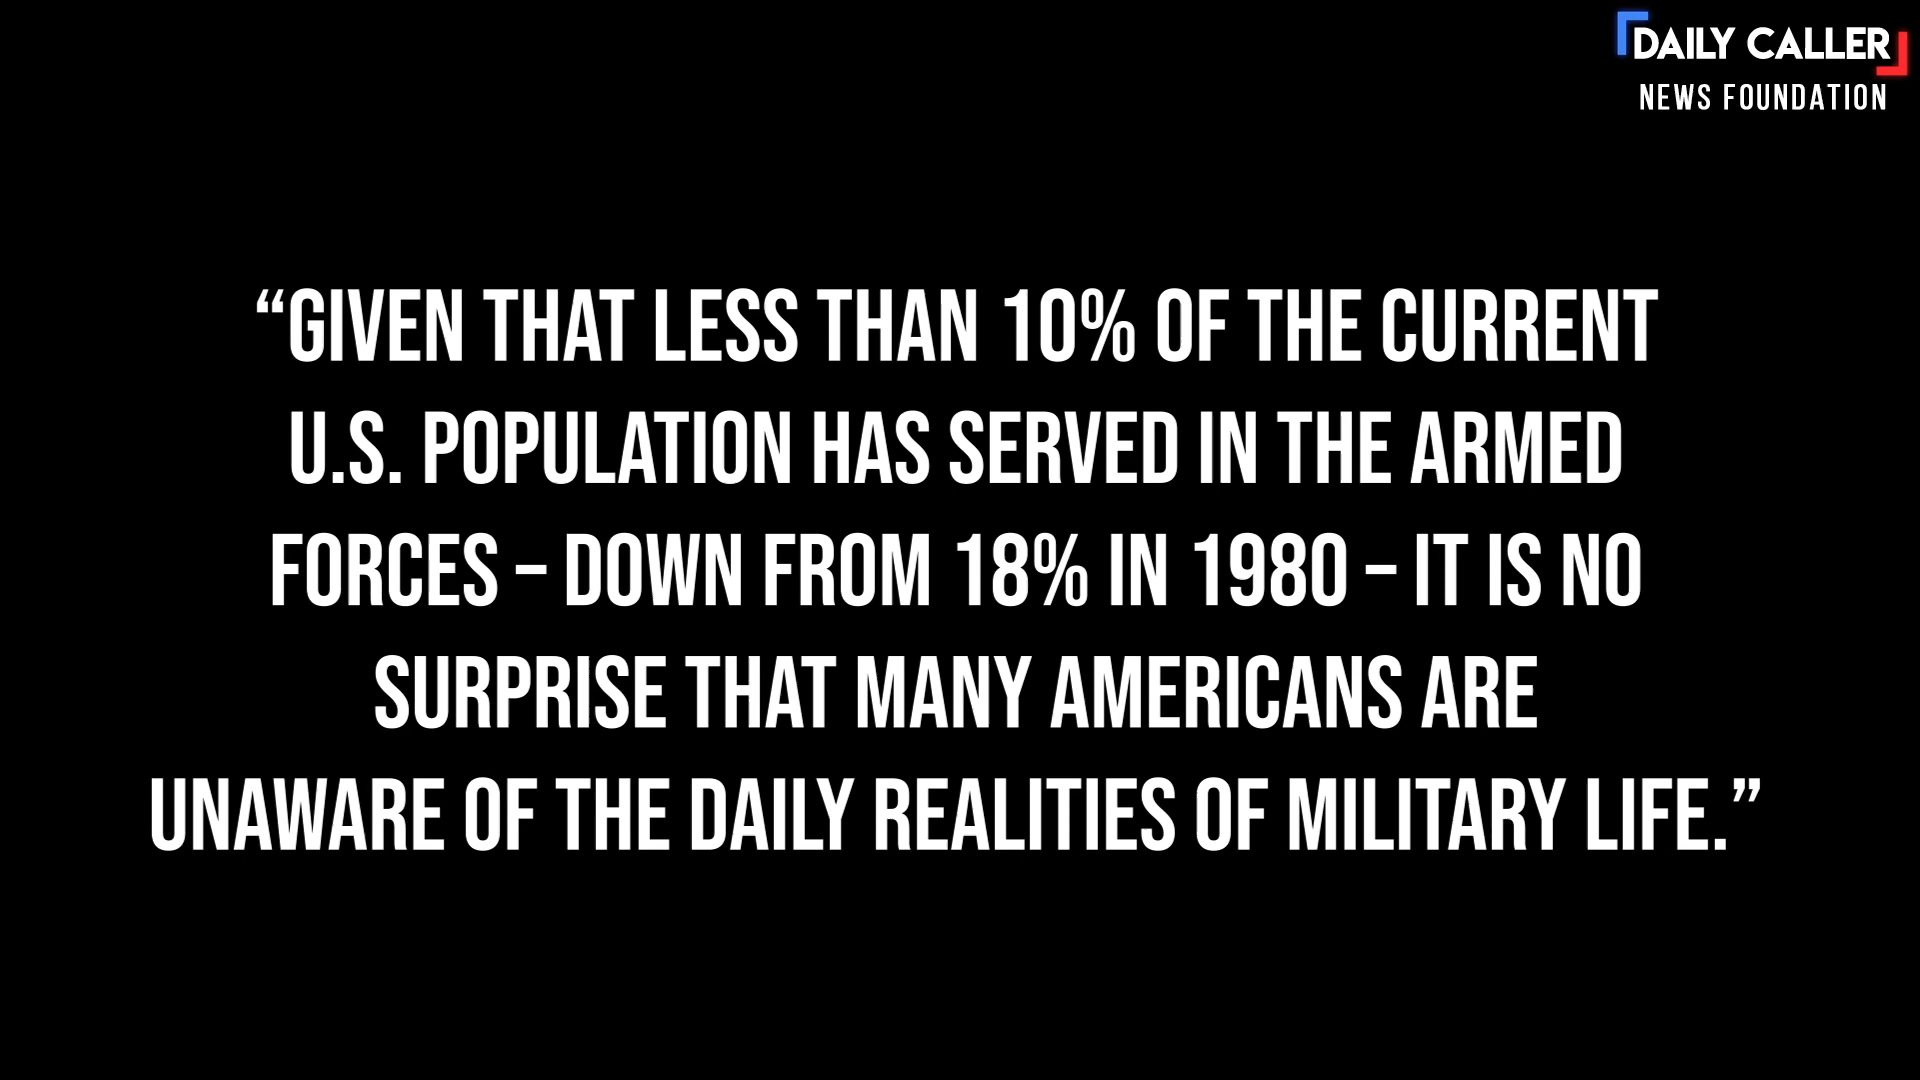 DAILY CALLER
NEWS FOUNDATION
“GIVEN THAT LESS THAN 10% OF THE CURRENT
U.S. POPULATION HAS SERVED IN THE ARMED
FORCES – DOWN FROM 18% IN 1980 – IT IS NO
SURPRISE THAT MANY AMERICANS ARE
UNAWARE OF THE DAILY REALITIES OF MILITARY LIFE.”